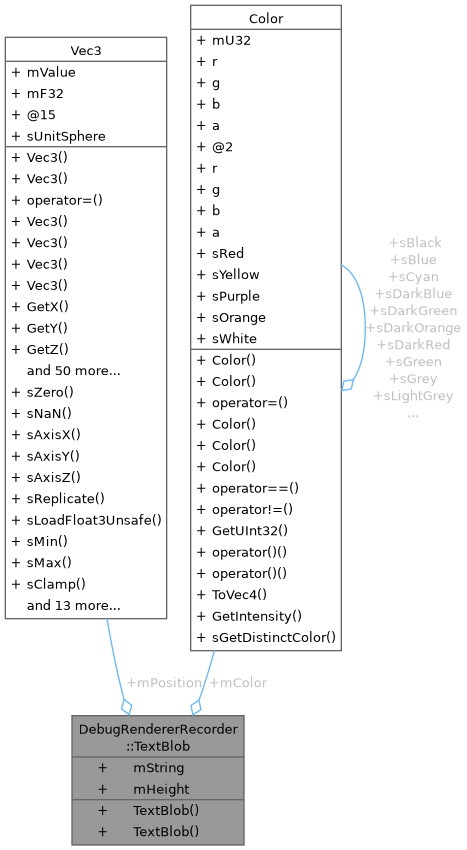 Vec3
+ mValue
+ mF32
+ @15
+ sUnitSphere
+ Vec3()
+ Vec3()
+ operator=()
+ Vec3()
+ Vec3()
+ Vec3()
+ Vec3()
+ GetX()
+ GetY()
+ GetZ()
and 50 more...
+ sZero()
+ sNaN()
+ sAxisX()
+ sAxisY()
+ sAxisZ()
+ sReplicate()
+ sLoadFloat3Unsafe()
+ sMin()
+ sMax()
+ sClamp()
and 13 more...
Color
+ mU32
+ r
+ g
+ b
+ a
+ @2
+ r
+ g
+ b
+ a
+ sRed
+ sYellow
+ sPurple
+ sOrange
+ sWhite
+ Color()
+ Color()
+ operator=()
+ Color()
+ Color()
+ Color()
+ operator==()
+ operator!=()
+ GetUInt32()
+ operator()()
+ operator()()
+ ToVec4()
+ GetIntensity()
+ sGetDistinctColor()
+sBlack
+sBlue
+sCyan
+sDarkBlue
+sDarkGreen
+sDarkOrange
+sDarkRed
+sGreen
+sGrey
+sLightGrey
...
+mPosition
+mColor
DebugRendererRecorder
::TextBlob
+ mString
+ mHeight
+ TextBlob()
+ TextBlob()